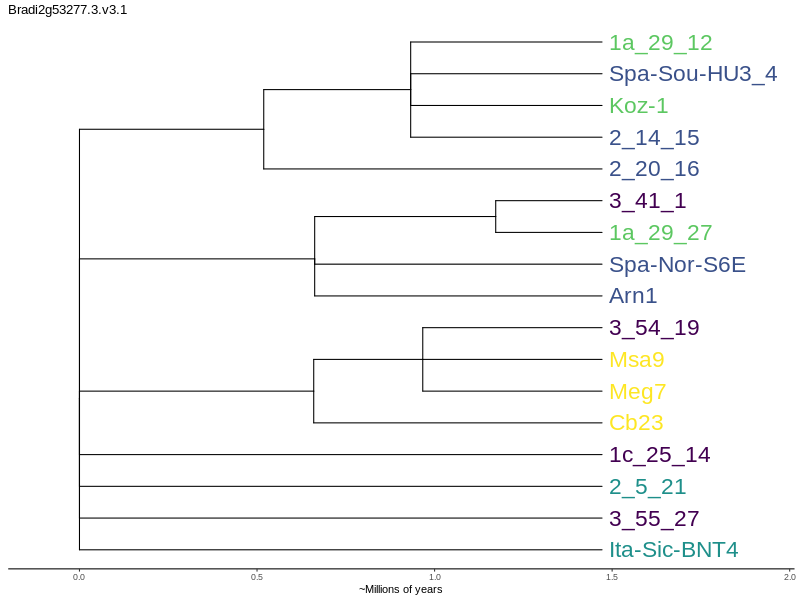 Bradi2g53277.3.v3.1
1a_29_12
Spa-Sou-HU3_4
Koz-1
2_14_15
2_20_16
3_41_1
1a_29_27
Spa-Nor-S6E
Arn1
3_54_19
Msa9
Meg7
Cb23
1c_25_14
2_5_21
3_55_27
Ita-Sic-BNT4
0.0 0.5 1.0 1.5 2.0
~Millions of years